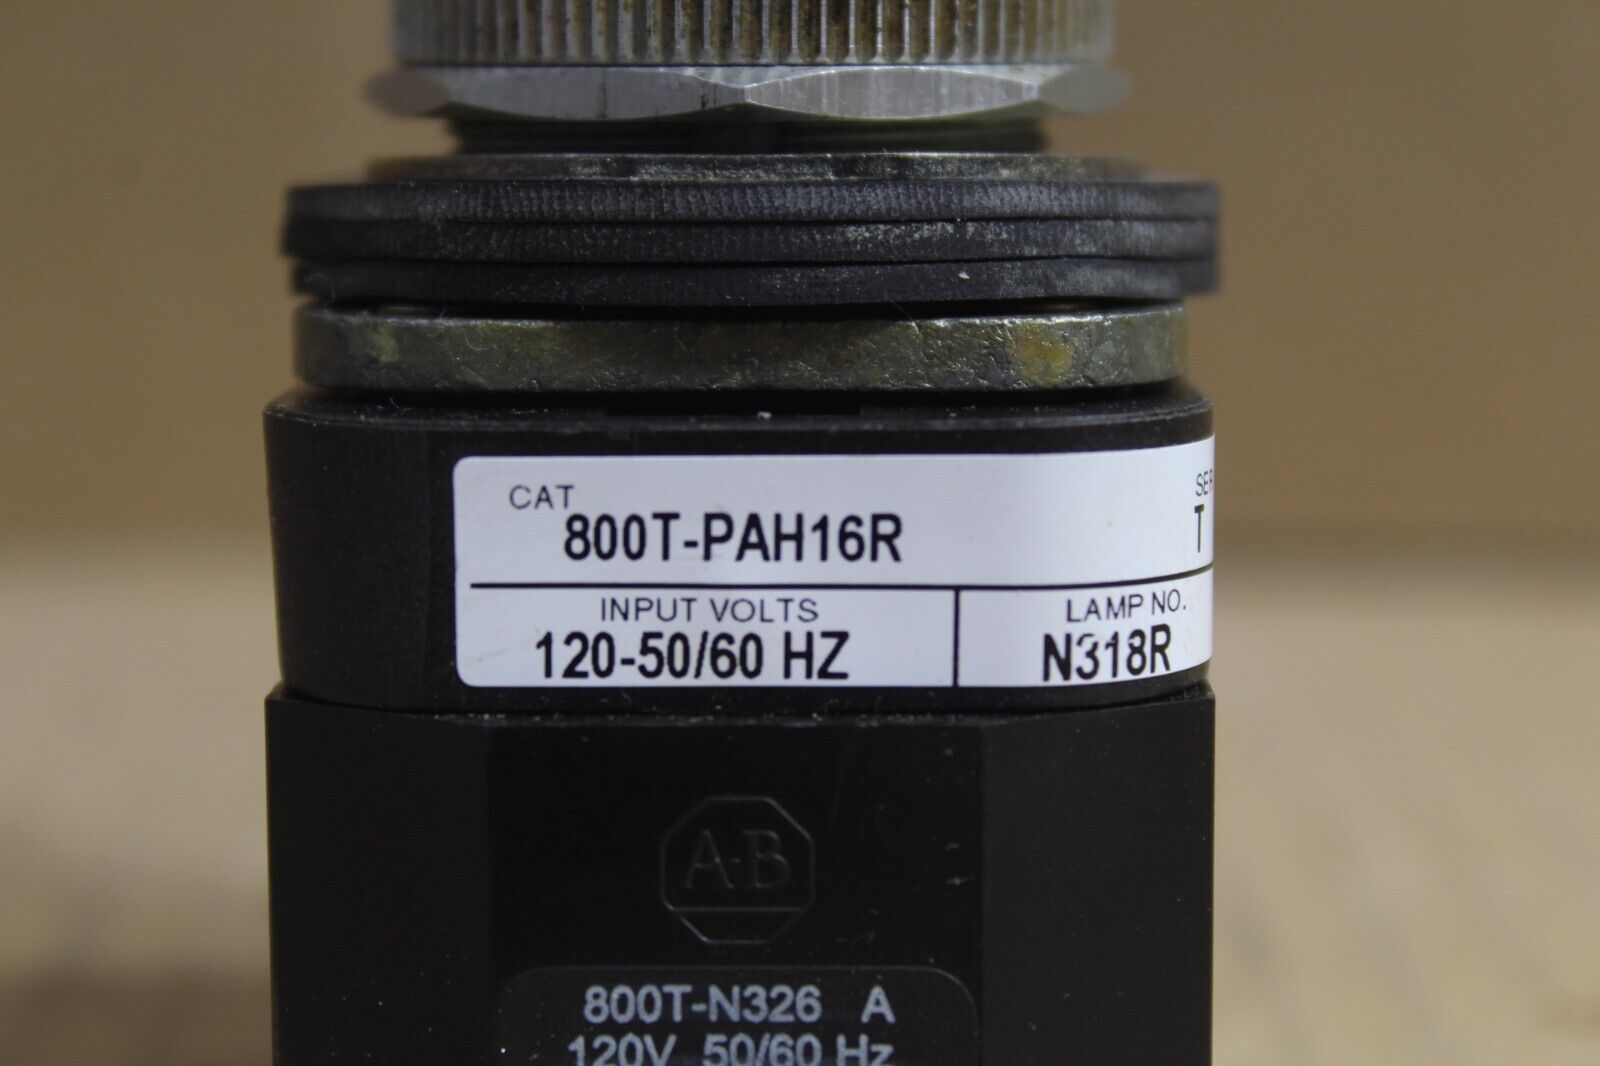 CAT
800T-PAH16R
T
INPUT VOLTS
120-50/60 HZ
LAMP NO.
N318R
A-B
800T-N326 A
120V 50/60 Hz